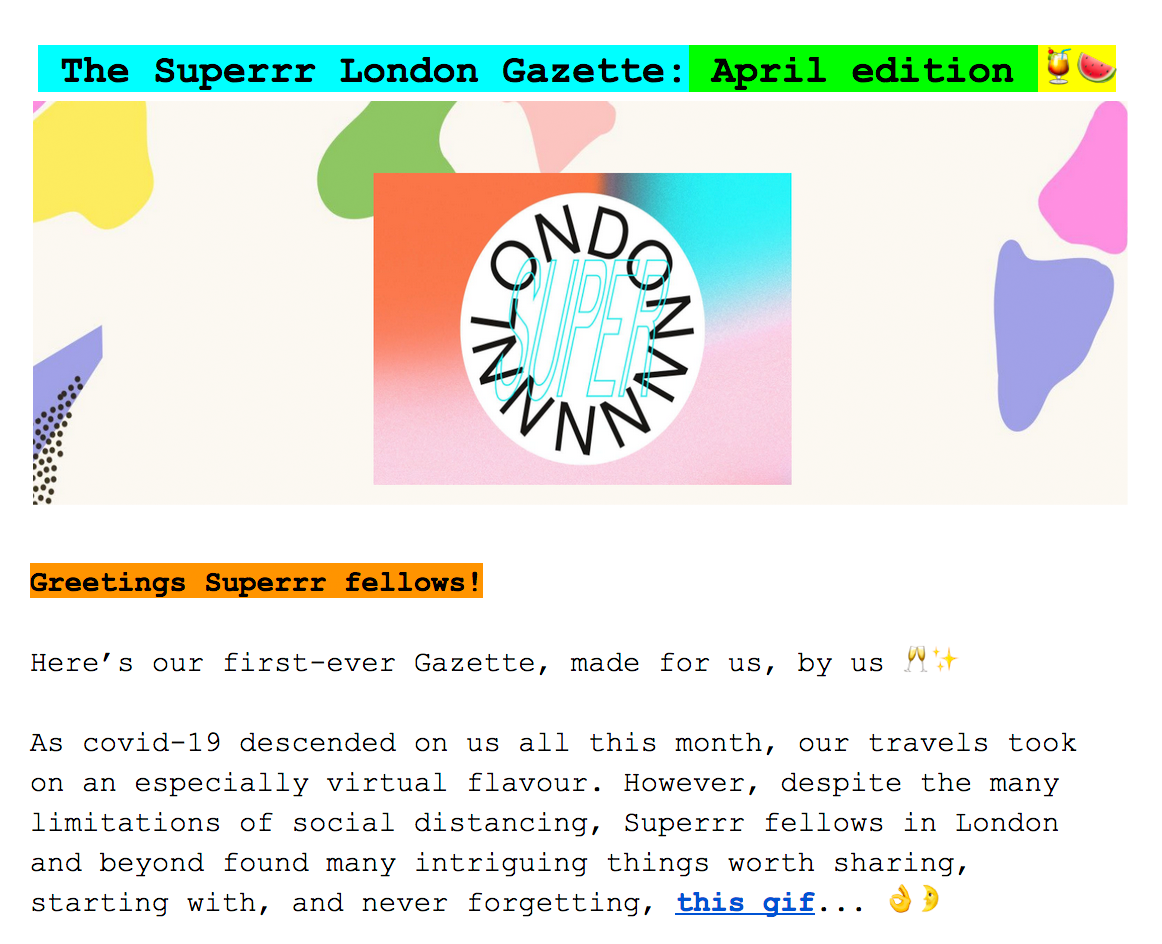 The Superrr London Gazette: April edition 🍹🍉
LONDONNNNNNNNN
SUPER
Greetings Superrr fellows!
Here’s our first-ever Gazette, made for us, by us 🥂✨
As covid-19 descended on us all this month, our travels took
on an especially virtual flavour. However, despite the many
limitations of social distancing, Superrr fellows in London
and beyond found many intriguing things worth sharing,
starting with, and never forgetting, this gif... 👌🌛